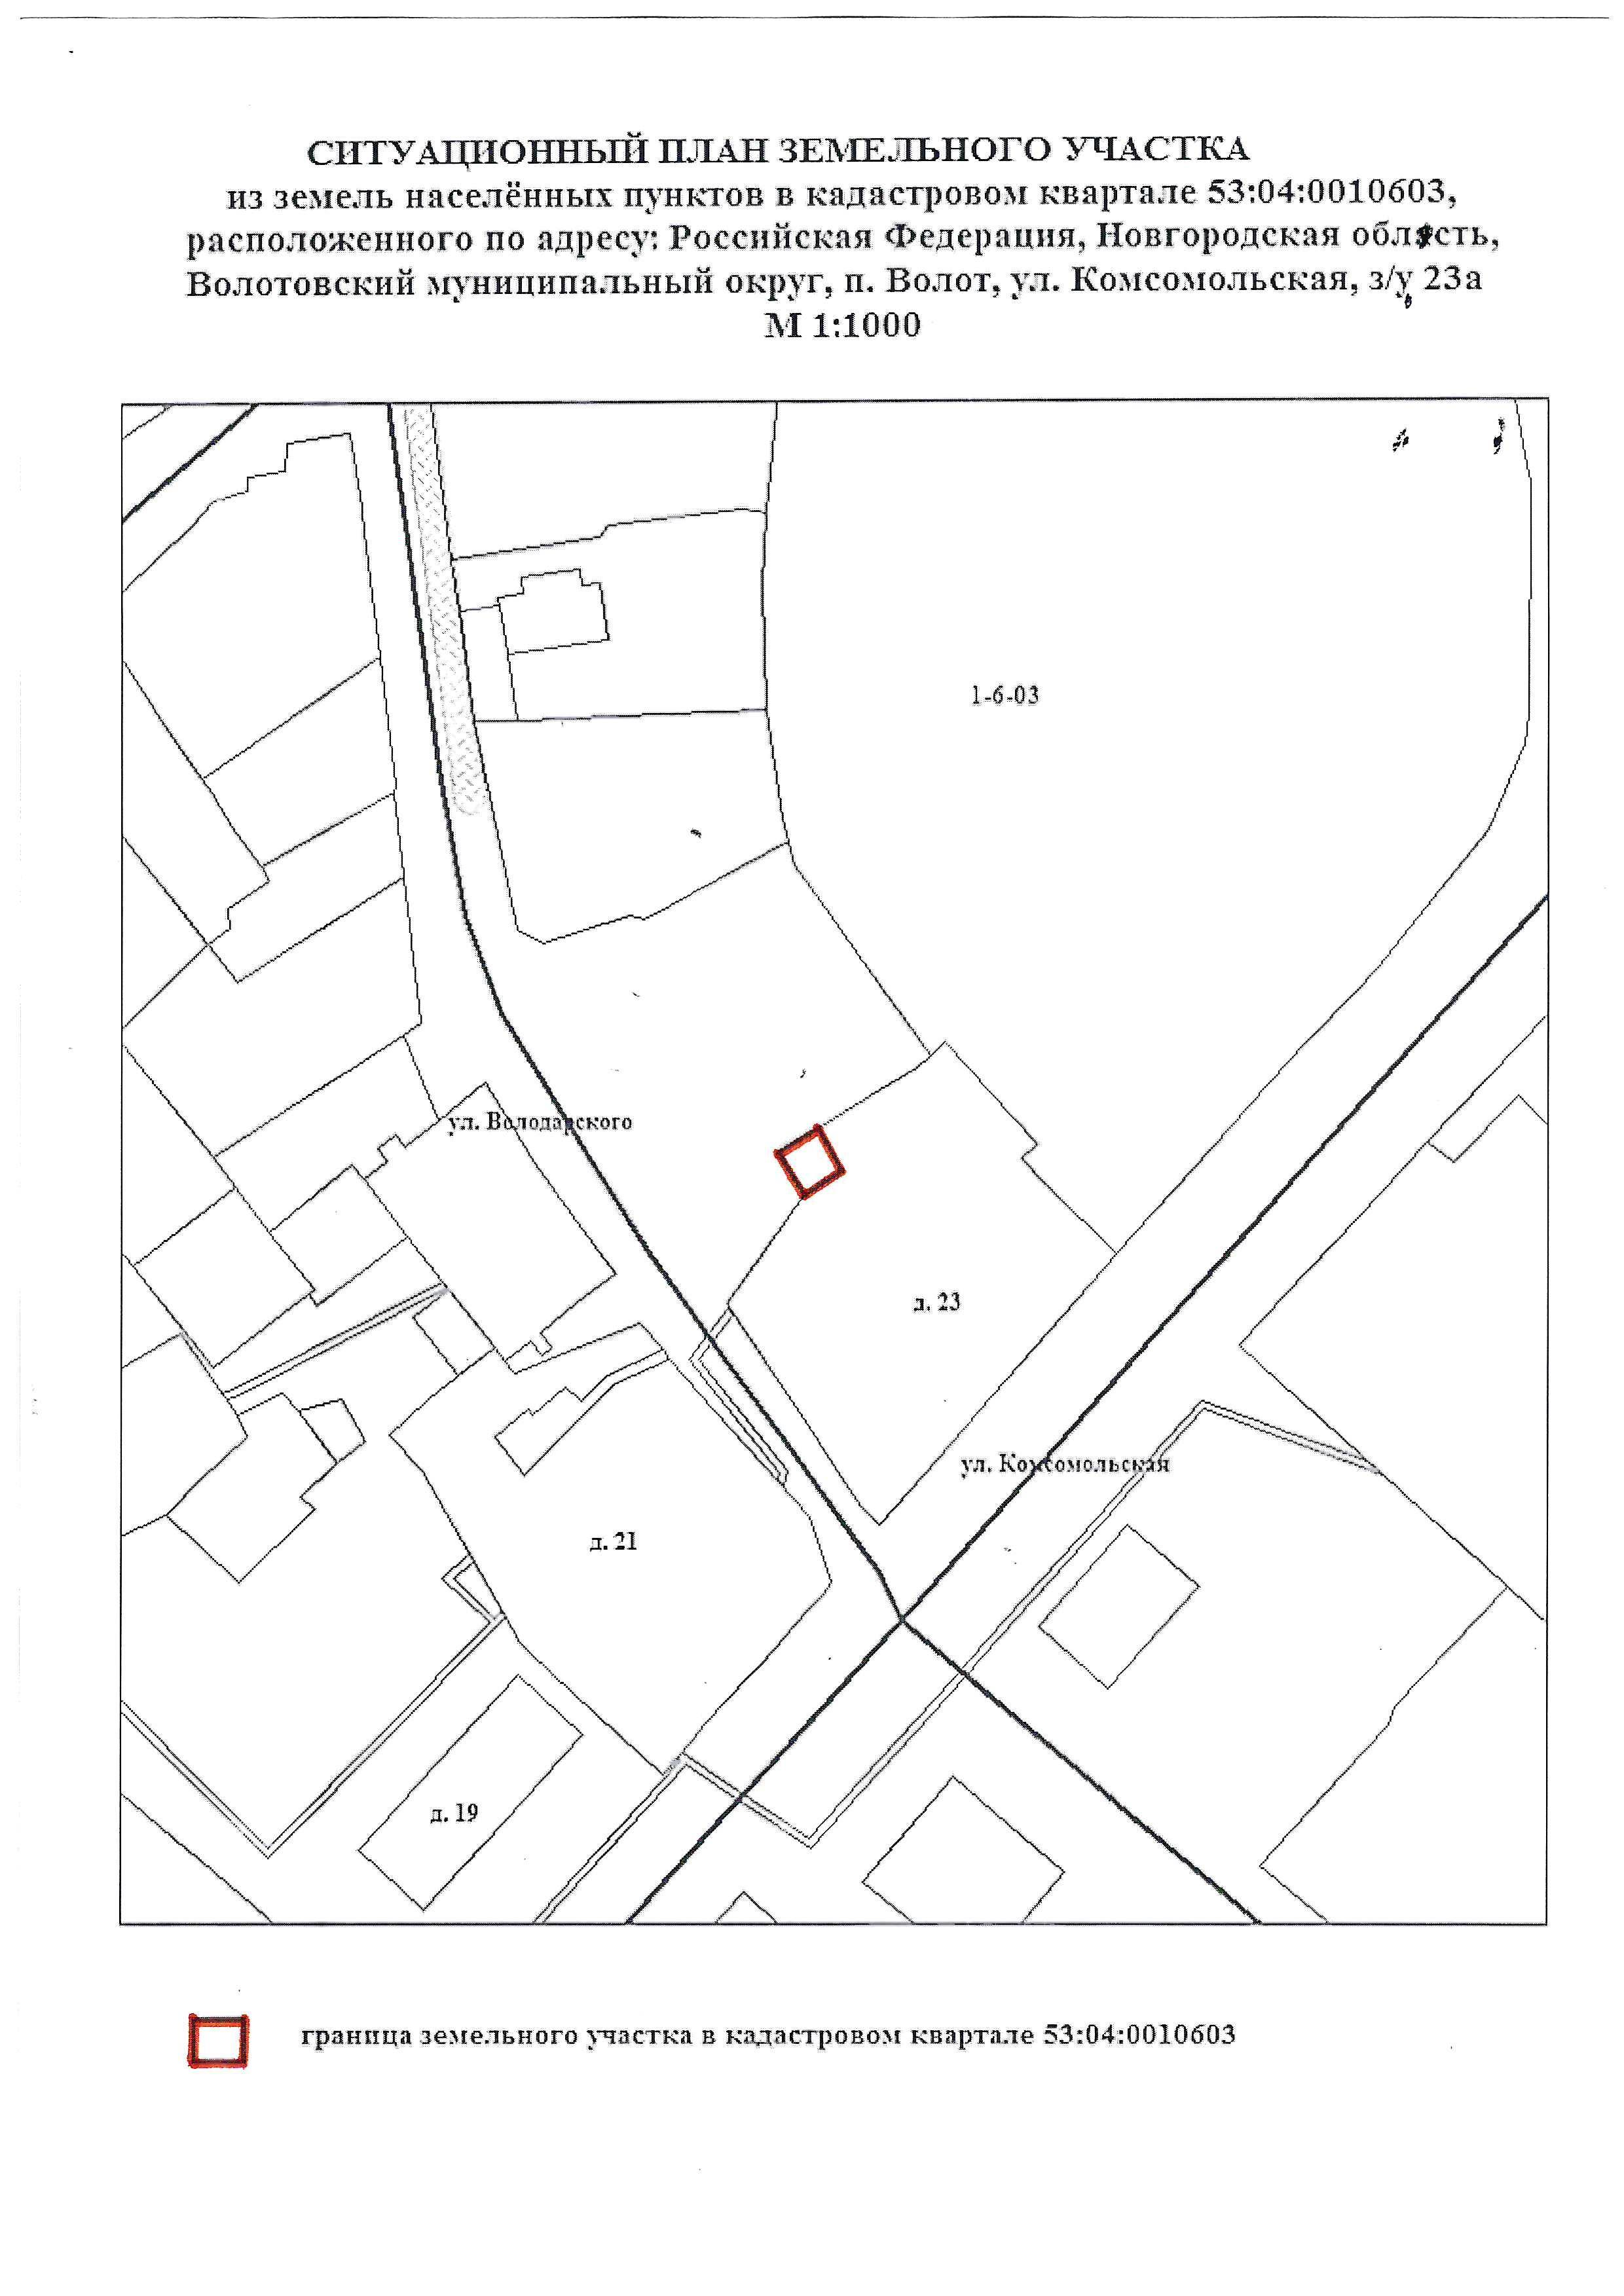 СИТУАЦИОННЫЙ ПЛАН ЗЕМЕЛЬНОГО УЧАСТКА
из земель населённых пунктов в кадастровом квартале 53:04:0010603,
расположенного по адресу: Российская Федерация, Новгородская область,
Волотовский муниципальный округ, п. Волот, ул. Комсомольская, з/у 23а
М 1:1000
1-6-03
ул. Володарского
д. 23
ул. Комсомольская
д. 21
д. 19
граница земельного участка в кадастровом квартале 53:04:0010603